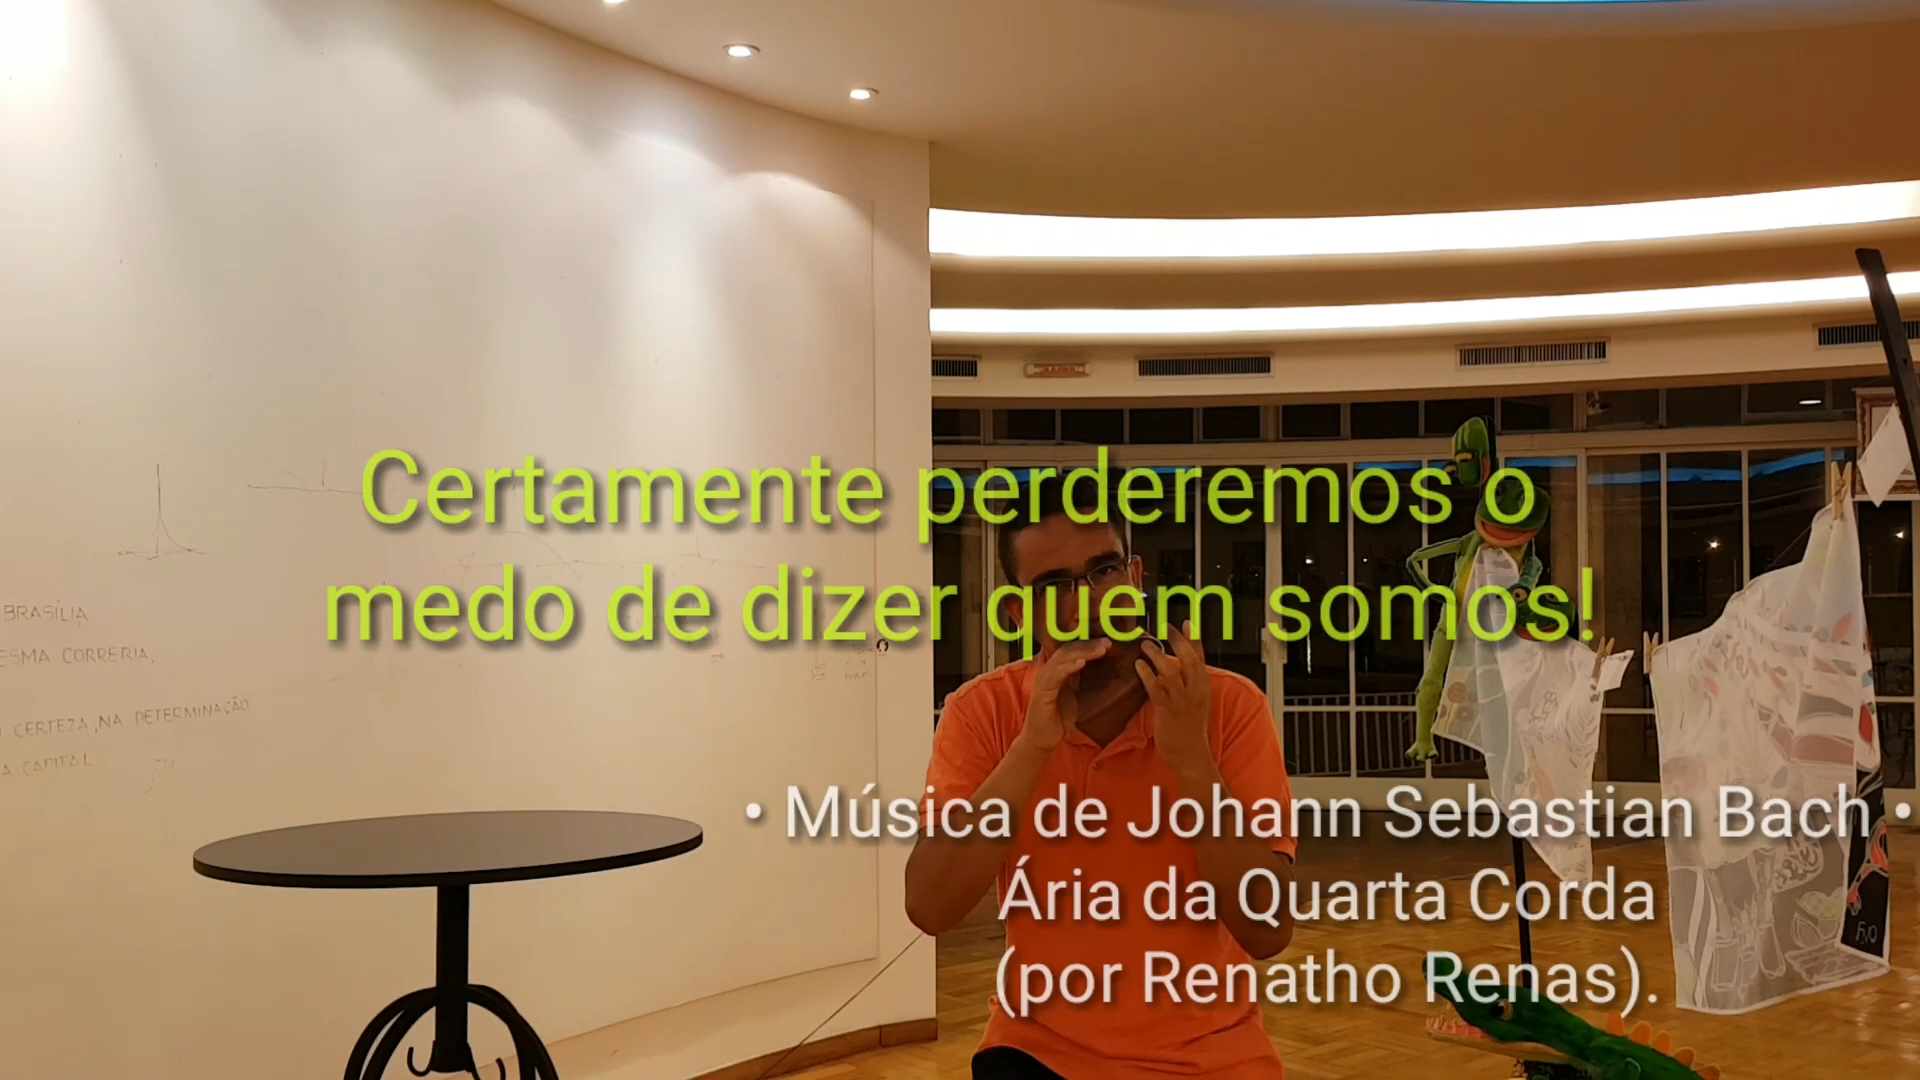 Certamente perderemos o
medo de dizer quem somos!
BRASÍLIA
ESMA CORRERIA,
CERTEZA, NA DETERMINAÇÃO
A CAPITAL
• Música de Johann Sebastian Bach •
Ária da Quarta Corda
(por Renatho Renas).